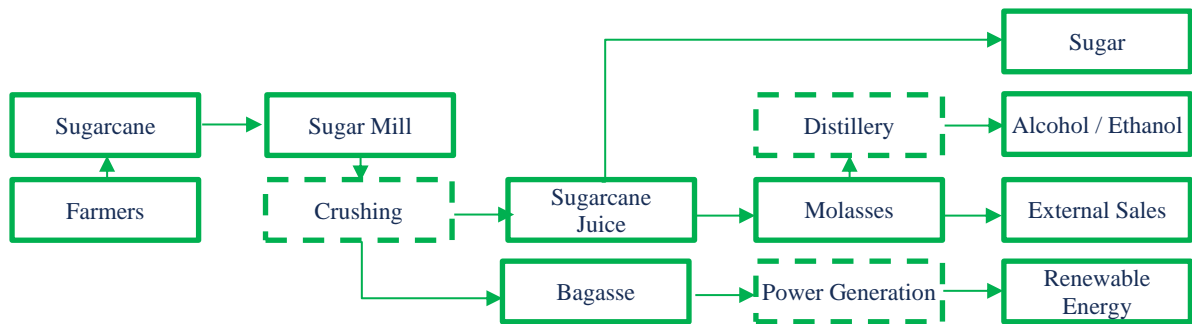 Sugar
Sugarcane
Sugar Mill
Distillery
Alcohol / Ethanol
Farmers
Crushing
Sugarcane
Juice
Molasses
External Sales
Bagasse
Power Generation
Renewable
Energy